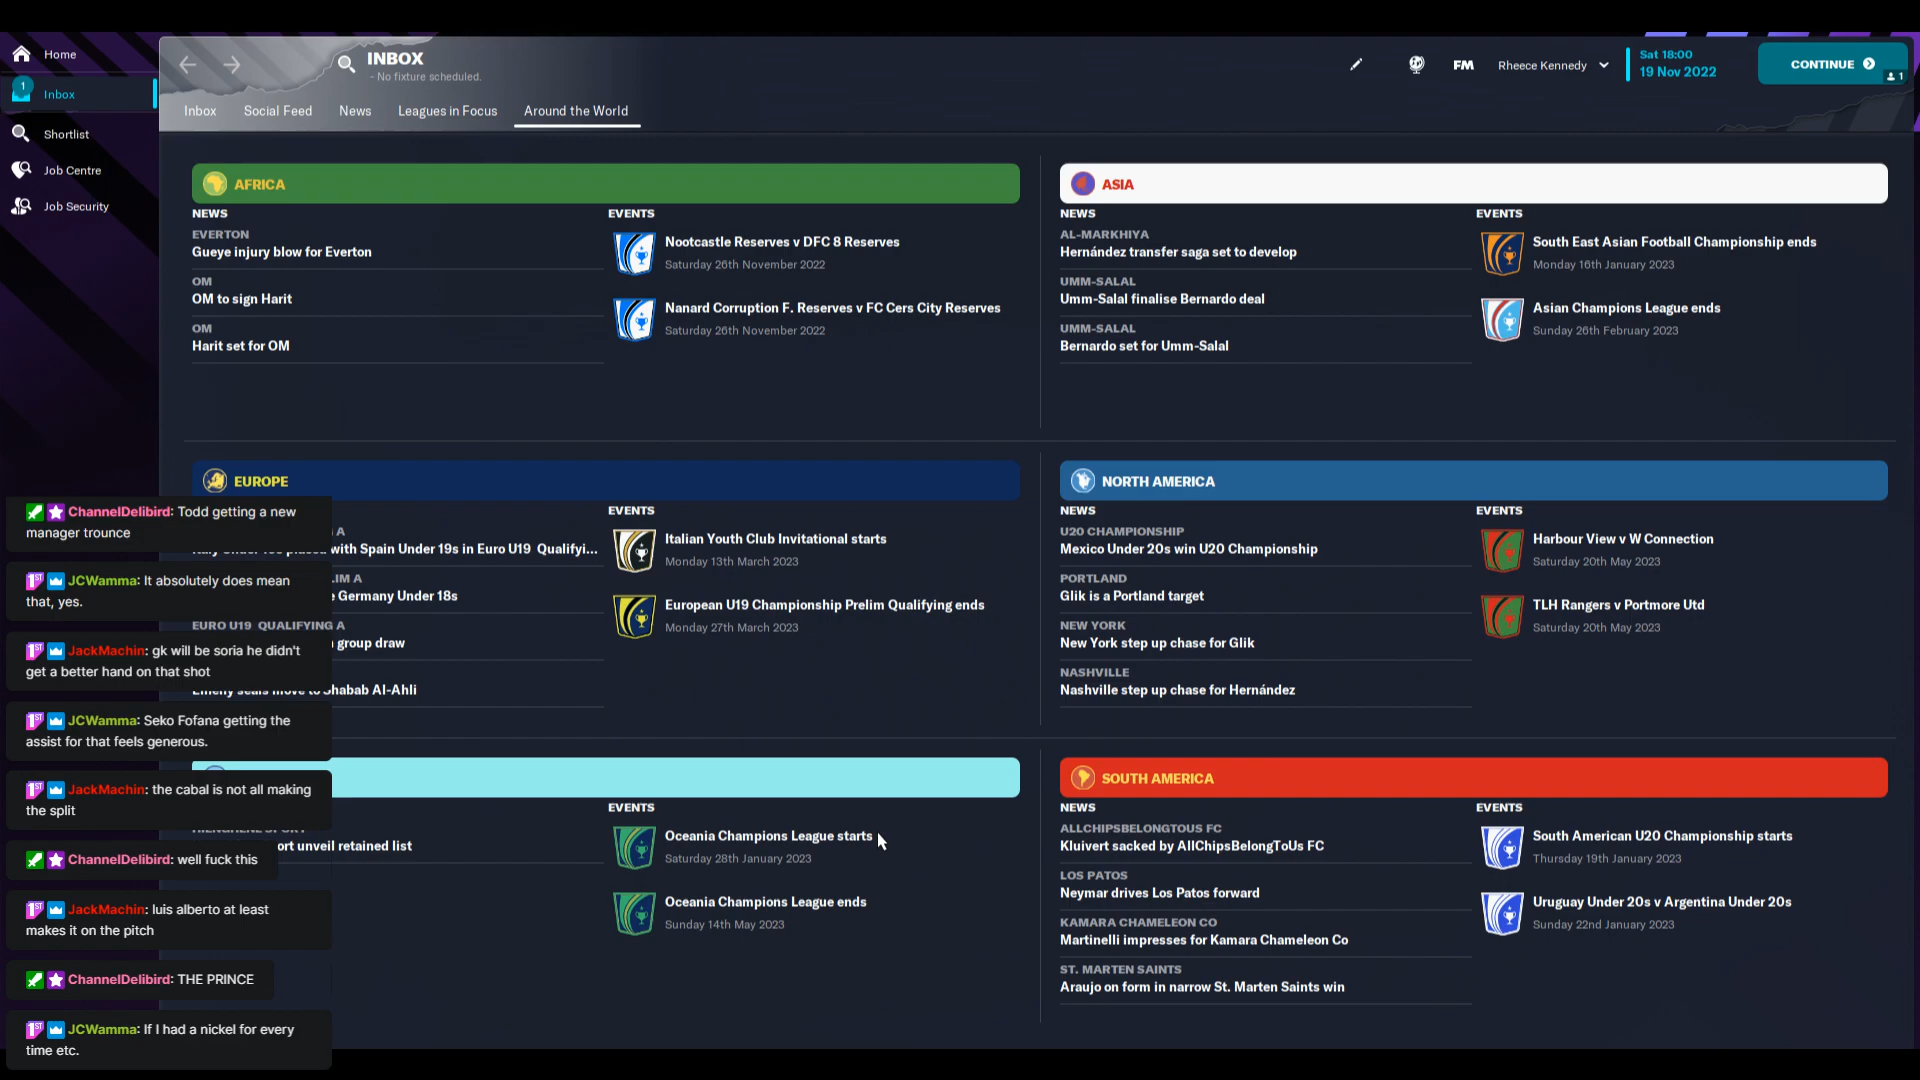 Home
1
Inbox
Shortlist
Job Centre
Job Security
INBOX
- No fixture scheduled.
FM
Rheece Kennedy
Sat 18:00
19 Nov 2022
CONTINUE
1
Inbox
Social Feed
News
Leagues in Focus
Around the World
AFRICA
NEWS
EVERTON
Gueye injury blow for Everton
OM
OM to sign Harit
OM
Harit set for OM
EVENTS
Nootcastle Reserves v DFC 8 Reserves
Saturday 26th November 2022
Nanard Corruption F. Reserves v FC Cers City Reserves
Saturday 26th November 2022
ASIA
NEWS
AL-MARKHIYA
Hernández transfer saga set to develop
UMM-SALAL
Umm-Salal finalise Bernardo deal
UMM-SALAL
Bernardo set for Umm-Salal
EVENTS
South East Asian Football Championship ends
Monday 16th January 2023
Asian Champions League ends
Sunday 26th February 2023
EUROPE
A
with Spain Under 19s in Euro U19 Qualifyi...
LIM A
Germany Under 18s
EURO U19 QUALIFYING A
group draw
Shabab Al-Ahli
EVENTS
Italian Youth Club Invitational starts
Monday 13th March 2023
European U19 Championship Prelim Qualifying ends
Monday 27th March 2023
NORTH AMERICA
NEWS
U20 CHAMPIONSHIP
Mexico Under 20s win U20 Championship
PORTLAND
Glik is a Portland target
NEW YORK
New York step up chase for Glik
NASHVILLE
Nashville step up chase for Hernández
EVENTS
Harbour View v W Connection
Saturday 20th May 2023
TLH Rangers v Portmore Utd
Saturday 20th May 2023
ort unveil retained list
EVENTS
Oceania Champions League starts
Saturday 28th January 2023
Oceania Champions League ends
Sunday 14th May 2023
SOUTH AMERICA
NEWS
ALLCHIPSBELONGTOUS FC
Kluivert sacked by AllChipsBelongToUs FC
LOS PATOS
Neymar drives Los Patos forward
KAMARA CHAMELEON CO
Martinelli impresses for Kamara Chameleon Co
ST. MARTEN SAINTS
Araujo on form in narrow St. Marten Saints win
EVENTS
South American U20 Championship starts
Thursday 19th January 2023
Uruguay Under 20s v Argentina Under 20s
Sunday 22nd January 2023
ChannelDelibird: Todd getting a new
manager trounce
1ST JCWamma: It absolutely does mean
that, yes.
1ST JackMachin: gk will be soria he didn't
get a better hand on that shot
1ST JCWamma: Seko Fofana getting the
assist for that feels generous.
1ST JackMachin: the cabal is not all making
the split
ChannelDelibird: well fuck this
1ST JackMachin: luis alberto at least
makes it on the pitch
ChannelDelibird: THE PRINCE
1ST JCWamma: If I had a nickel for every
time etc.